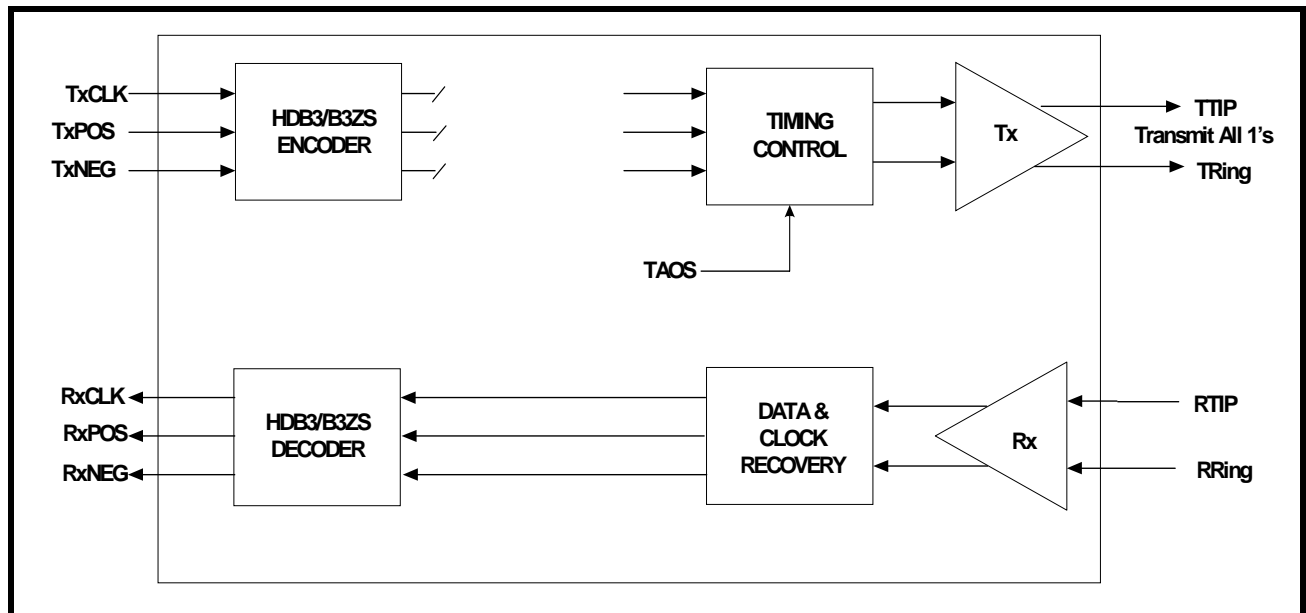 TxCLK
TxPOS
TxNEG
HDB3/B3ZS
ENCODER
TIMING
CONTROL
Tx
TTIP
Transmit All 1's
TRing
TAOS
RxCLK
RxPOS
RxNEG
HDB3/B3ZS
DECODER
DATA &
CLOCK
RECOVERY
Rx
RTIP
RRing